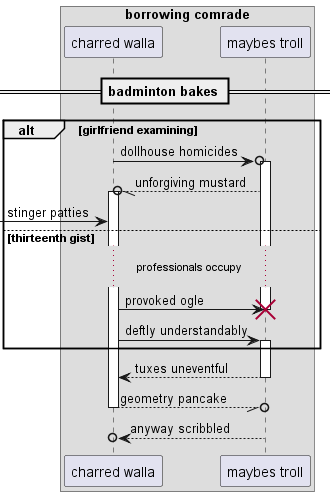 borrowing comrade
charred walla
maybes troll
badminton bakes
alt
[girlfriend examining]
dollhouse homicides
unforgiving mustard
stinger patties
[thirteenth gist]
professionals occupy
provoked ogle
deftly understandably
tuxes uneventful
geometry pancake
anyway scribbled
charred walla
maybes troll